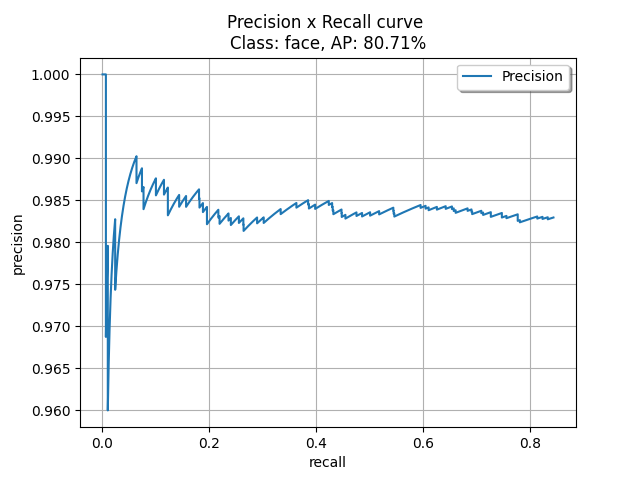 Precision x Recall curve
Class: face, AP: 80.71%
Precision
1.000
0.995
0.990
0.985
0.980
0.975
0.970
0.965
0.960
precision
0.0 0.2 0.4 0.6 0.8
recall